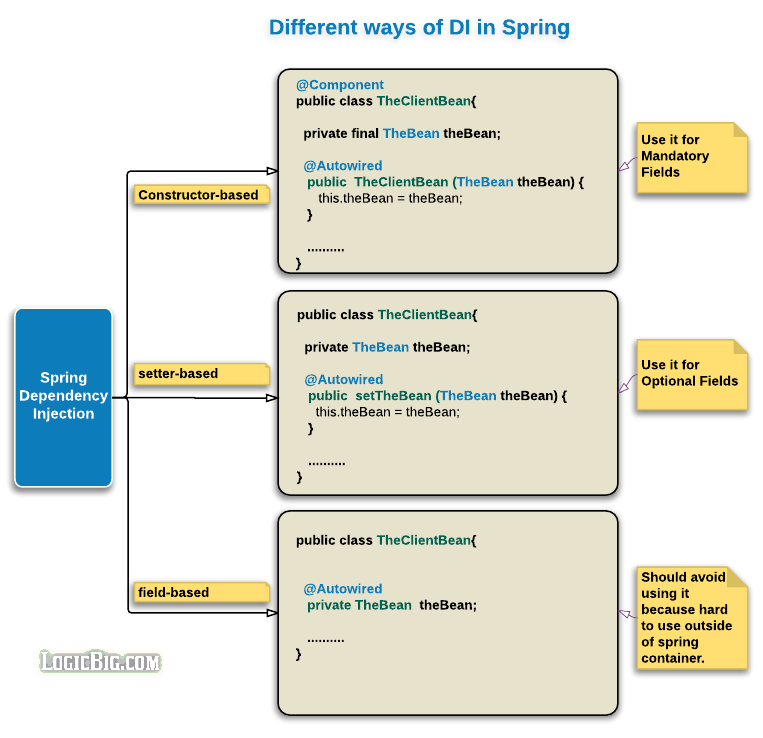 Different ways of DI in Spring
@Component
public class TheClientBean{
private final TheBean theBean;
@Autowired
public  TheClientBean (TheBean theBean) {
this.theBean = theBean;
}
..........
}
Use it for
Mandatory
Fields
Constructor-based
public class TheClientBean{
private TheBean theBean;
@Autowired
public  setTheBean (TheBean theBean) {
this.theBean = theBean;
}
..........
}
Use it for
Optional Fields
setter-based
Spring
Dependency
Injection
public class TheClientBean{
@Autowired
private TheBean  theBean;
..........
}
Should avoid
using it
because hard
to use outside
of spring
container.
field-based
LogicBig.com